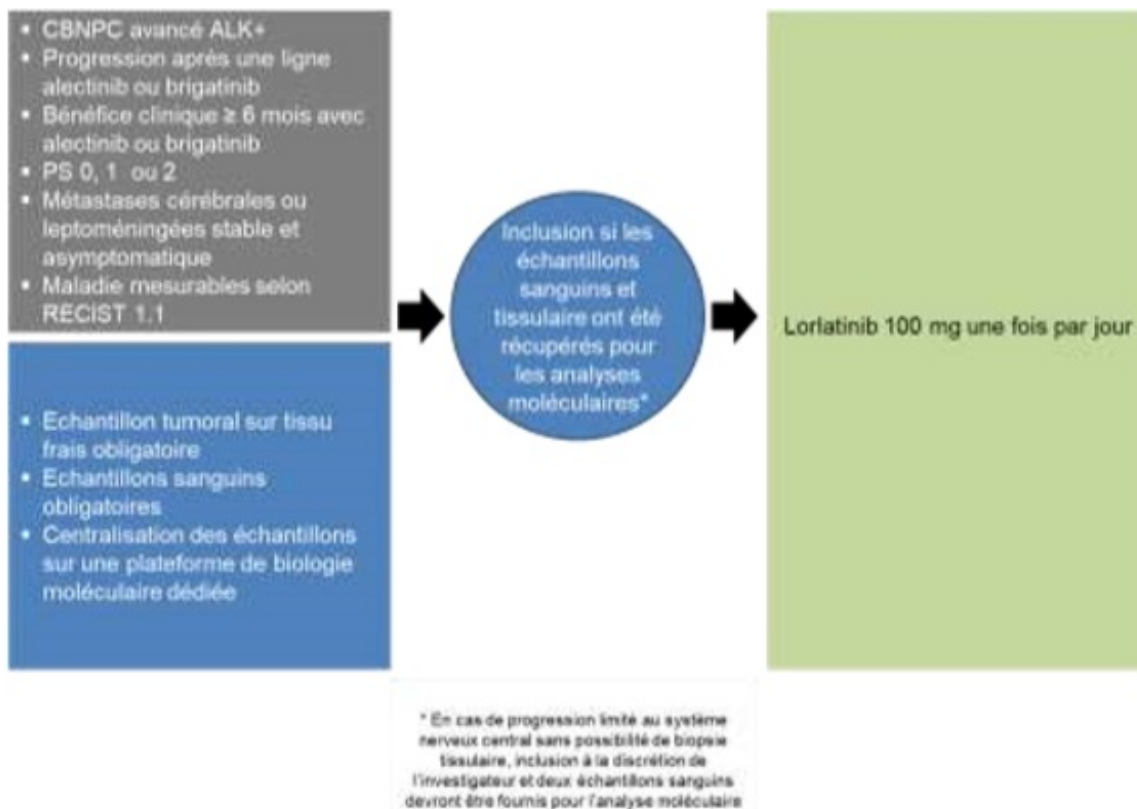 ▪ CBNPC avancé ALK+
▪ Progression après une ligne
alectinib ou brigatinib
▪ Bénéfice clinique ≥ 6 mois avec
alectinib ou brigatinib
▪ PS 0, 1 ou 2
▪ Métastases cérébrales ou
leptoméningées stable et
asymptomatique
▪ Maladie mesurables selon
RECIST 1.1
▪ Echantillon tumoral sur tissu
frais obligatoire
▪ Echantillons sanguins
obligatoires
▪ Centralisation des échantillons
sur une plateforme de biologie
moléculaire dédiée
Inclusion si les
échantillons
sanguins et
tissulaire ont été
récupérés pour
les analyses
moléculaires*
Lorlatinib 100 mg une fois par jour
* En cas de progression limité au système
nerveux central sans possibilité de biopsie
tissulaire, inclusion à la discrétion de
l'investigateur et deux échantillons sanguins
devront être fournis pour l'analyse moléculaire